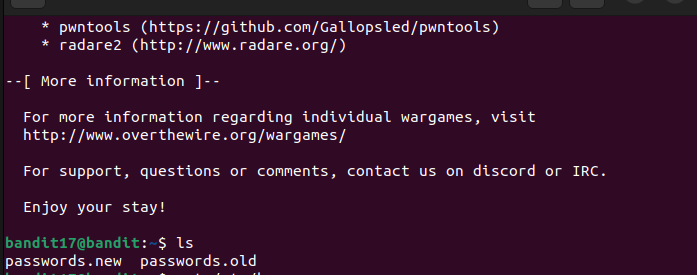 * pwntools (https://github.com/Gallopsled/pwntools)
* radare2 (http://www.radare.org/)
--[ More information ]--
For more information regarding individual wargames, visit
http://www.overthewire.org/wargames/
For support, questions or comments, contact us on discord or IRC.
Enjoy your stay!
bandit17@bandit:~$ ls
passwords.new  passwords.old